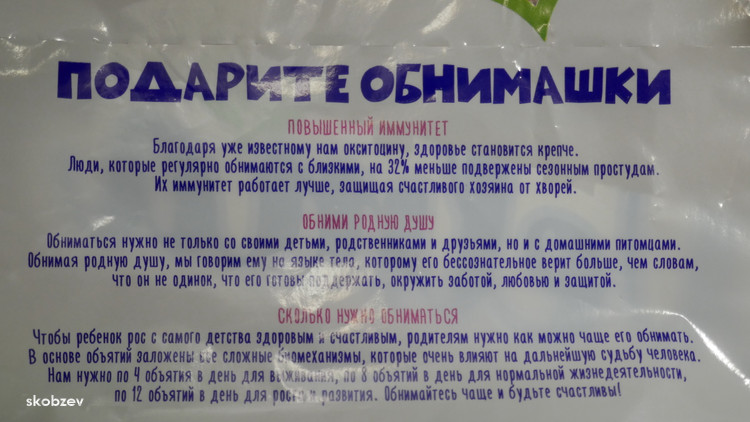 ПОДАРИТЕ ОБНИМАШКИ
ПОВЫШЕННЫЙ ИММУНИТЕТ
Благодаря уже известному нам окситоцину, здоровье становится крепче.
Люди, которые регулярно обнимаются с близкими, на 32% меньше подвержены сезонным простудам.
Их иммунитет работает лучше, защищая счастливого хозяина от хворей.
ОБНИМИ РОДНУЮ ДУШУ
Обниматься нужно не только со своими детьми, родственниками и друзьями, но и с домашними питомцами.
Обнимая родную душу, мы говорим ему на языке тела, которому его бессознательное верит больше, чем словам,
что он не одинок, что его готовы поддержать, окружить заботой, любовью и защитой.
СКОЛЬКО НУЖНО ОБНИМАТЬСЯ
Чтобы ребенок рос с самого детства здоровым и счастливым, родителям нужно как можно чаще его обнимать.
В основе объятий заложены все сложные биомеханизмы, которые очень влияют на дальнейшую судьбу человека.
Нам нужно по 4 объятия в день для выживания, по 8 объятий в день для нормальной жизнедеятельности,
по 12 объятий в день для роста и развития. Обнимайтесь чаще и будьте счастливы!
skobzev